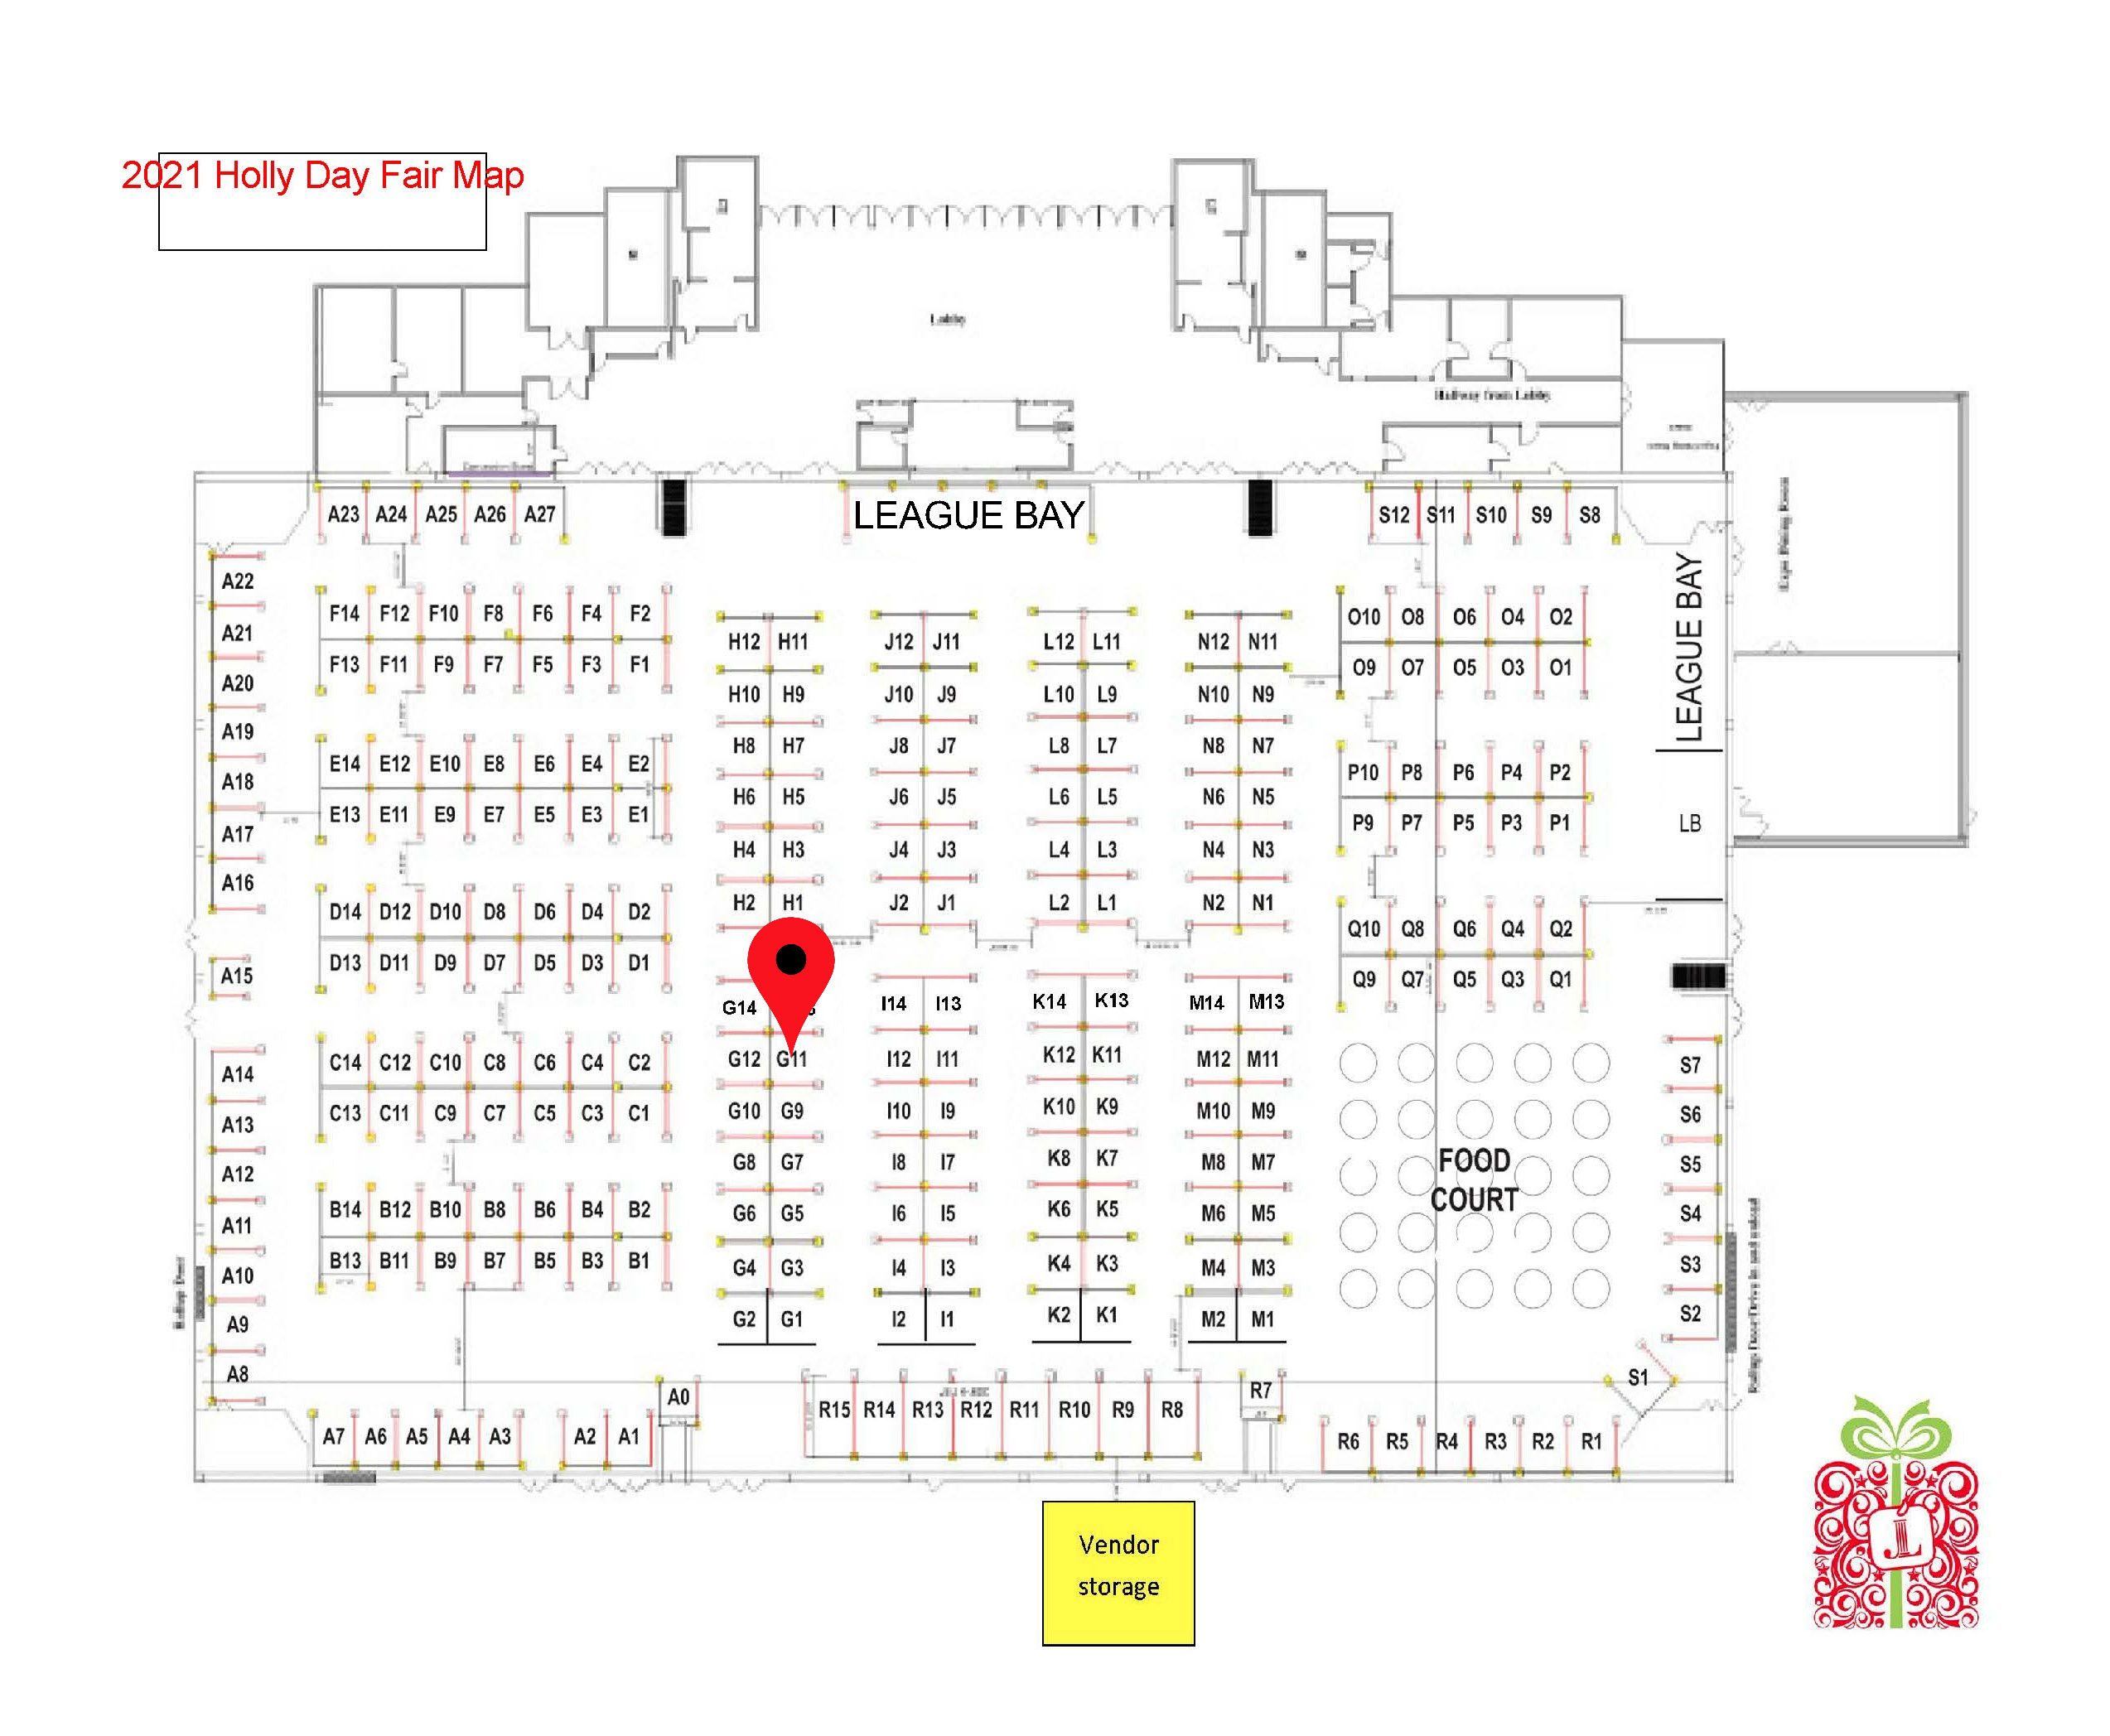 2021 Holly Day Fair Map
Lobby
Hallway from Lobby
LEAGUE BAY
A23 A24 A25 A26 A27
S12 S11 S10 S9 S8
A22
A21
A20
A19
A18
A17
A16
A15
A14
A13
A12
A11
A10
A9
A8
F14 F12 F10 F8 F6 F4 F2
F13 F11 F9 F7 F5 F3 F1
E14 E12 E10 E8 E6 E4 E2
E13 E11 E9 E7 E5 E3 E1
D14 D12 D10 D8 D6 D4 D2
D13 D11 D9 D7 D5 D3 D1
C14 C12 C10 C8 C6 C4 C2
C13 C11 C9 C7 C5 C3 C1
B14 B12 B10 B8 B6 B4 B2
B13 B11 B9 B7 B5 B3 B1
H12 H11 J12 J11 L12 L11 N12 N11
H10 H9 J10 J9 L10 L9 N10 N9
H8 H7 J8 J7 L8 L7 N8 N7
H6 H5 J6 J5 L6 L5 N6 N5
H4 H3 J4 J3 L4 L3 N4 N3
H2 H1 J2 J1 L2 L1 N2 N1
G14 I14 I13 K14 K13 M14 M13
G12 G11 I12 I11 K12 K11 M12 M11
G10 G9 I10 I9 K10 K9 M10 M9
G8 G7 I8 I7 K8 K7 M8 M7
G6 G5 I6 I5 K6 K5 M6 M5
G4 G3 I4 I3 K4 K3 M4 M3
G2 G1 I2 I1 K2 K1 M2 M1
O10 O8 O6 O4 O2
O9 O7 O5 O3 O1
P10 P8 P6 P4 P2
P9 P7 P5 P3 P1
Q10 Q8 Q6 Q4 Q2
Q9 Q7 Q5 Q3 Q1
LEAGUE BAY
LB
FOOD
COURT
S7
S6
S5
S4
S3
S2
S1
A7 A6 A5 A4 A3 A2 A1
A0
R15 R14 R13 R12 R11 R10 R9 R8
R7
R6 R5 R4 R3 R2 R1
Vendor
storage
JL